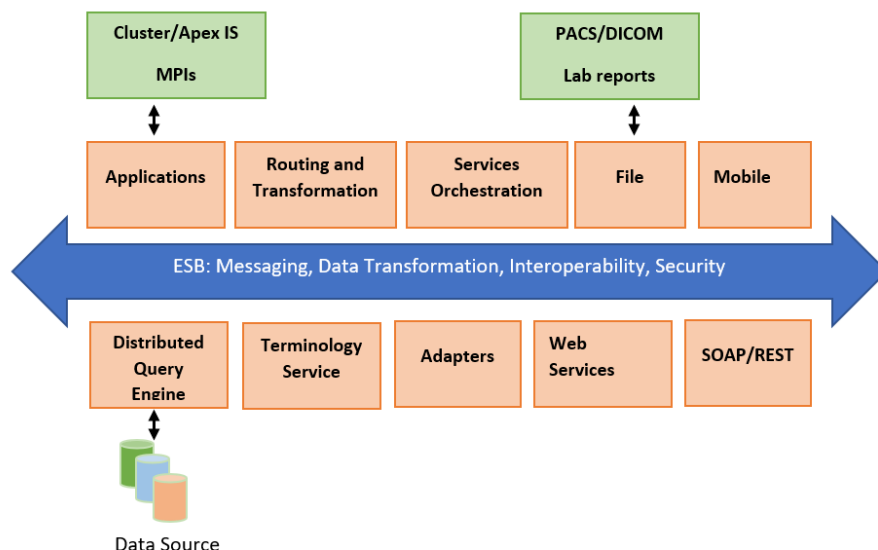 Cluster/Apex IS
MPIs
PACS/DICOM
Lab reports
Applications
Routing and
Transformation
Services
Orchestration
File
Mobile
ESB: Messaging, Data Transformation, Interoperability, Security
Distributed
Query
Engine
Terminology
Service
Adapters
Web
Services
SOAP/REST
Data Source